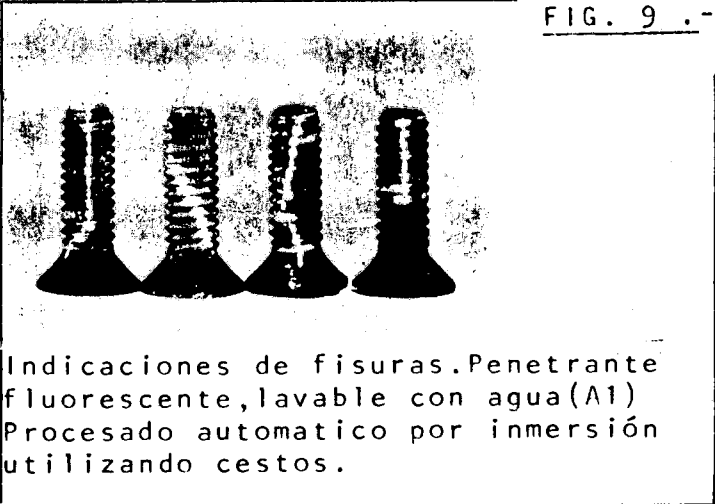 FIG. 9 .-
Indicaciones de fisuras.Penetrante
fluorescente,lavable con agua(A1)
Procesado automatico por inmersión
utilizando cestos.